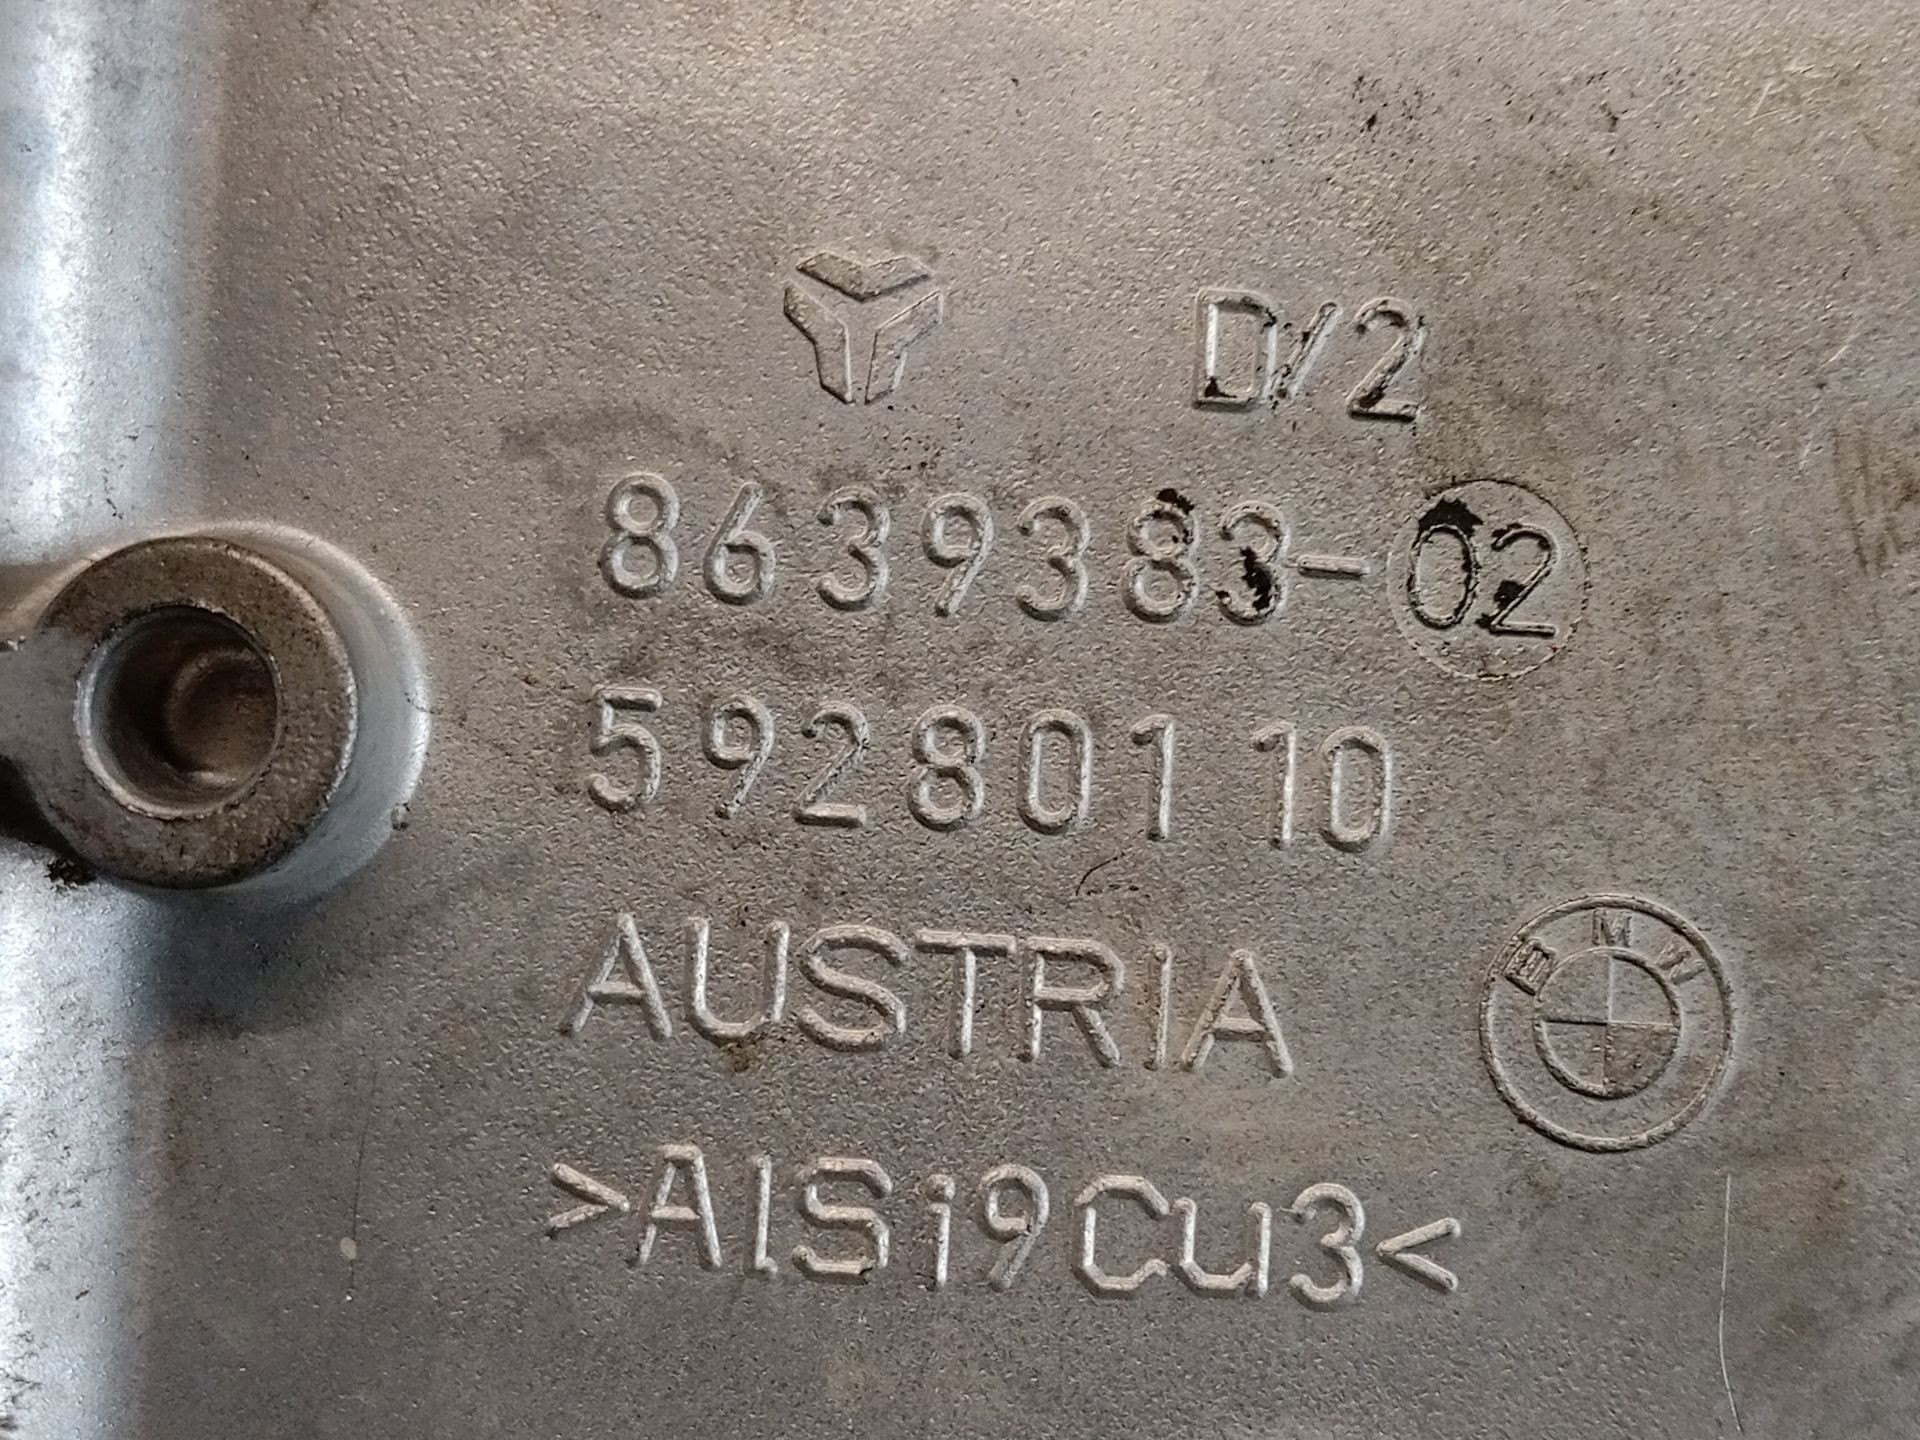 D/2
8639383-02
59280110
AUSTRIA
BMW
>AlSi9Cu3<